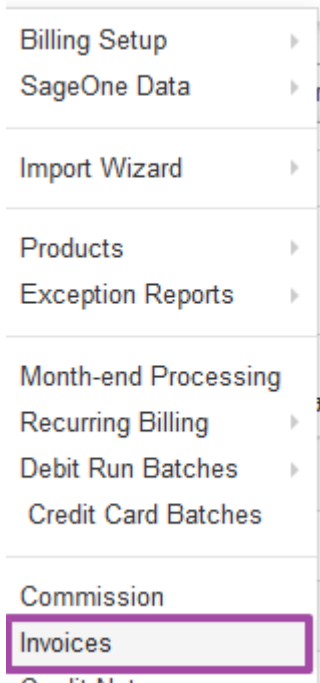 Billing Setup
SageOne Data
Import Wizard
Products
Exception Reports
Month-end Processing
Recurring Billing
Debit Run Batches
Credit Card Batches
Commission
Invoices